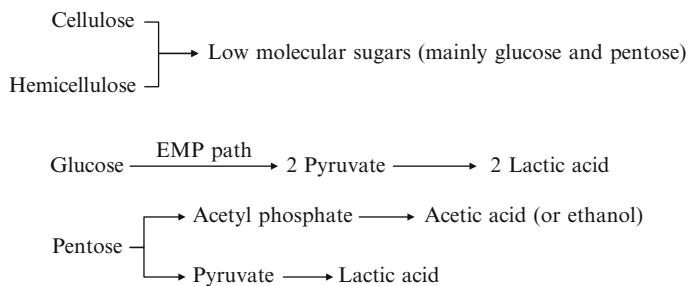 Cellulose
Low molecular sugars (mainly glucose and pentose)
Hemicellulose
EMP path
Glucose 2 Pyruvate 2 Lactic acid
Acetyl phosphate Acetic acid (or ethanol)
Pentose
Pyruvate Lactic acid